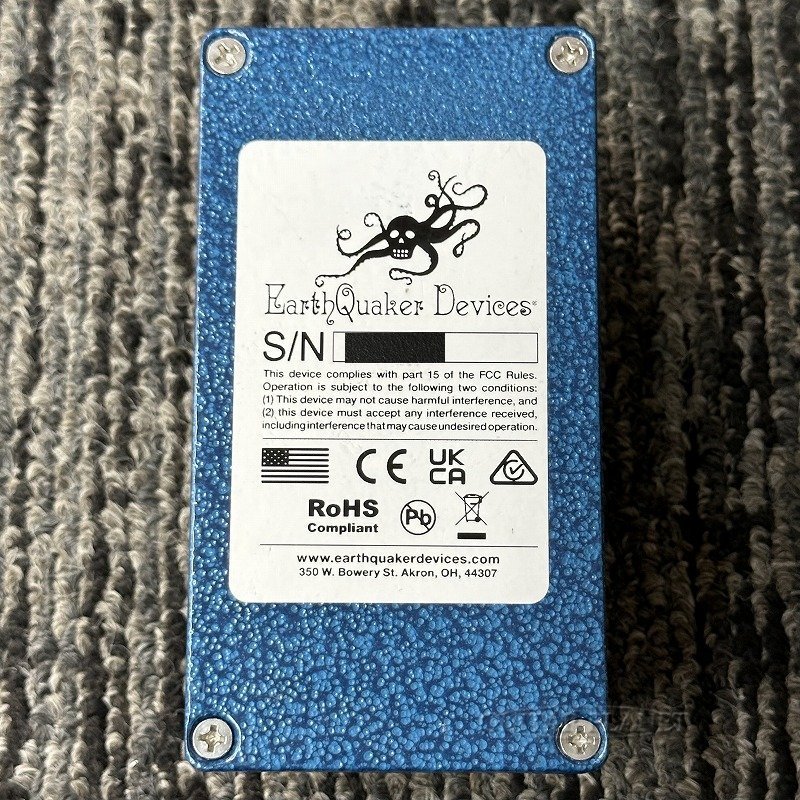 EarthQuaker Devices®
S/N
This device complies with part 15 of the FCC Rules.
Operation is subject to the following two conditions:
(1) This device may not cause harmful interference, and
(2) this device must accept any interference received,
including interference that may cause undesired operation.
CE UK CA
RoHS
Compliant
Pb
www.earthquakerdevices.com
350 W. Bowery St. Akron, OH, 44307